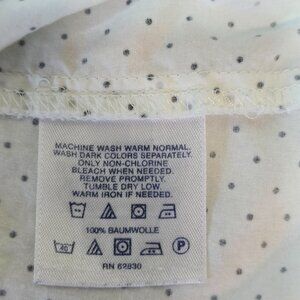 MACHINE WASH WARM NORMAL,
WASH DARK COLORS SEPARATELY.
ONLY NON-CHLORINE
BLEACH WHEN NEEDED.
REMOVE PROMPTLY.
TUMBLE DRY LOW.
WARM IRON IF NEEDED.
100% BAUMWOLLE
40 P
RN 62830